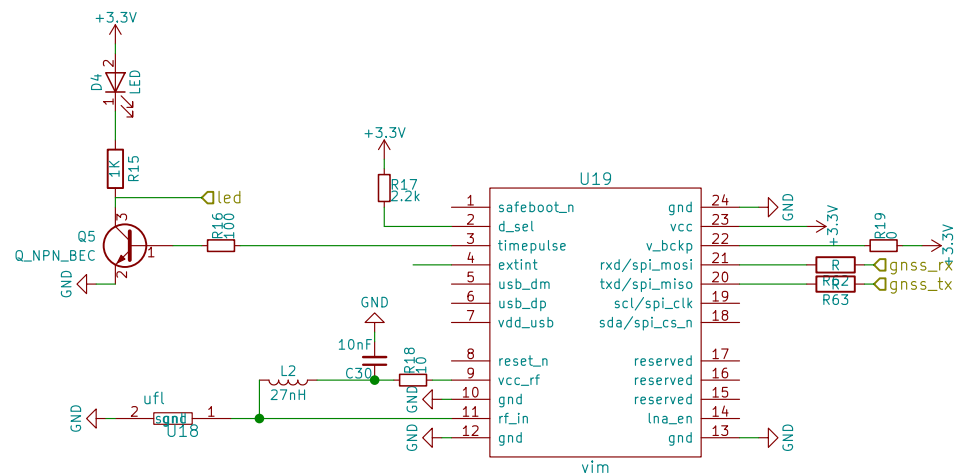 +3.3V
2
D4
LED
1
1K
R15
led
3
Q5
Q_NPN_BEC
1
2
GND
R16
100
+3.3V
R17
2.2k
U19
1 safeboot_n
2 d_sel
3 timepulse
4 extint
5 usb_dm
6 usb_dp
7 vdd_usb
8 reset_n
9 vcc_rf
10 gnd
11 rf_in
12 gnd
gnd 24
vcc 23
v_bckp 22
rxd/spi_mosi 21
txd/spi_miso 20
scl/spi_clk 19
sda/spi_cs_n 18
reserved 17
reserved 16
reserved 15
lna_en 14
gnd 13
vim
GND
+3.3V
R19
0
+3.3V
R
R62
gnss_rx
R
R63
gnss_tx
GND
GND
10nF
C30
R18
10
L2
27nH
GND
GND
ufl
GND
2
1
U18